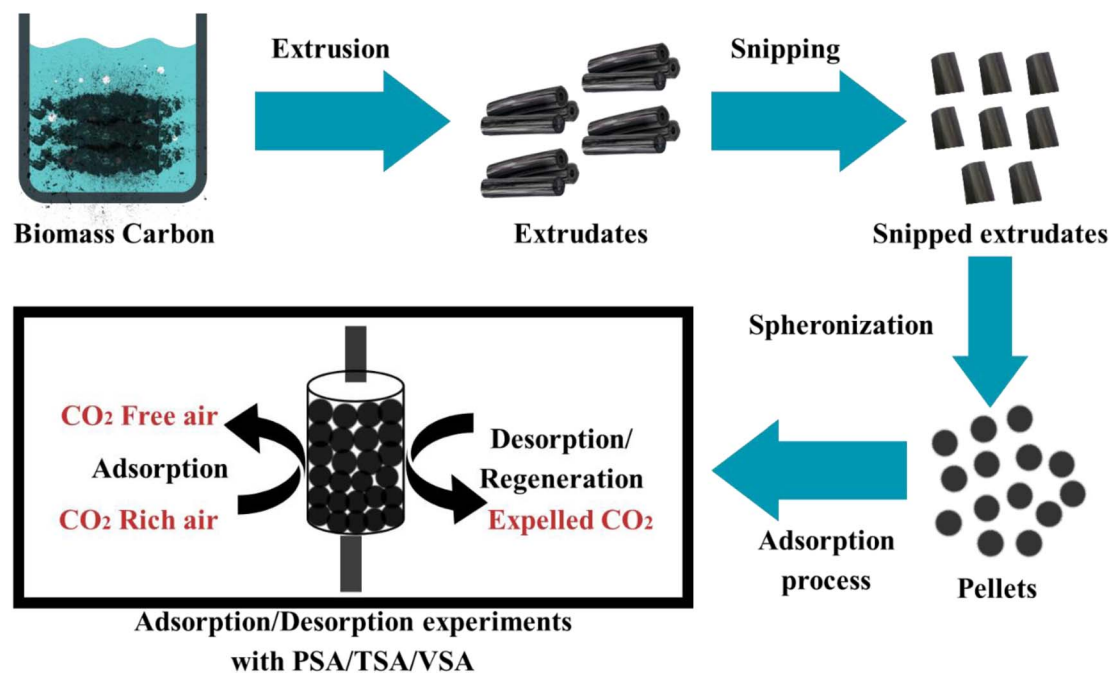 Extrusion
Snipping
Biomass Carbon
Extrudates
Snipped extrudates
Spheronization
CO₂ Free air
Adsorption
CO₂ Rich air
Desorption/
Regeneration
Expelled CO₂
Adsorption
process
Pellets
Adsorption/Desorption experiments
with PSA/TSA/VSA